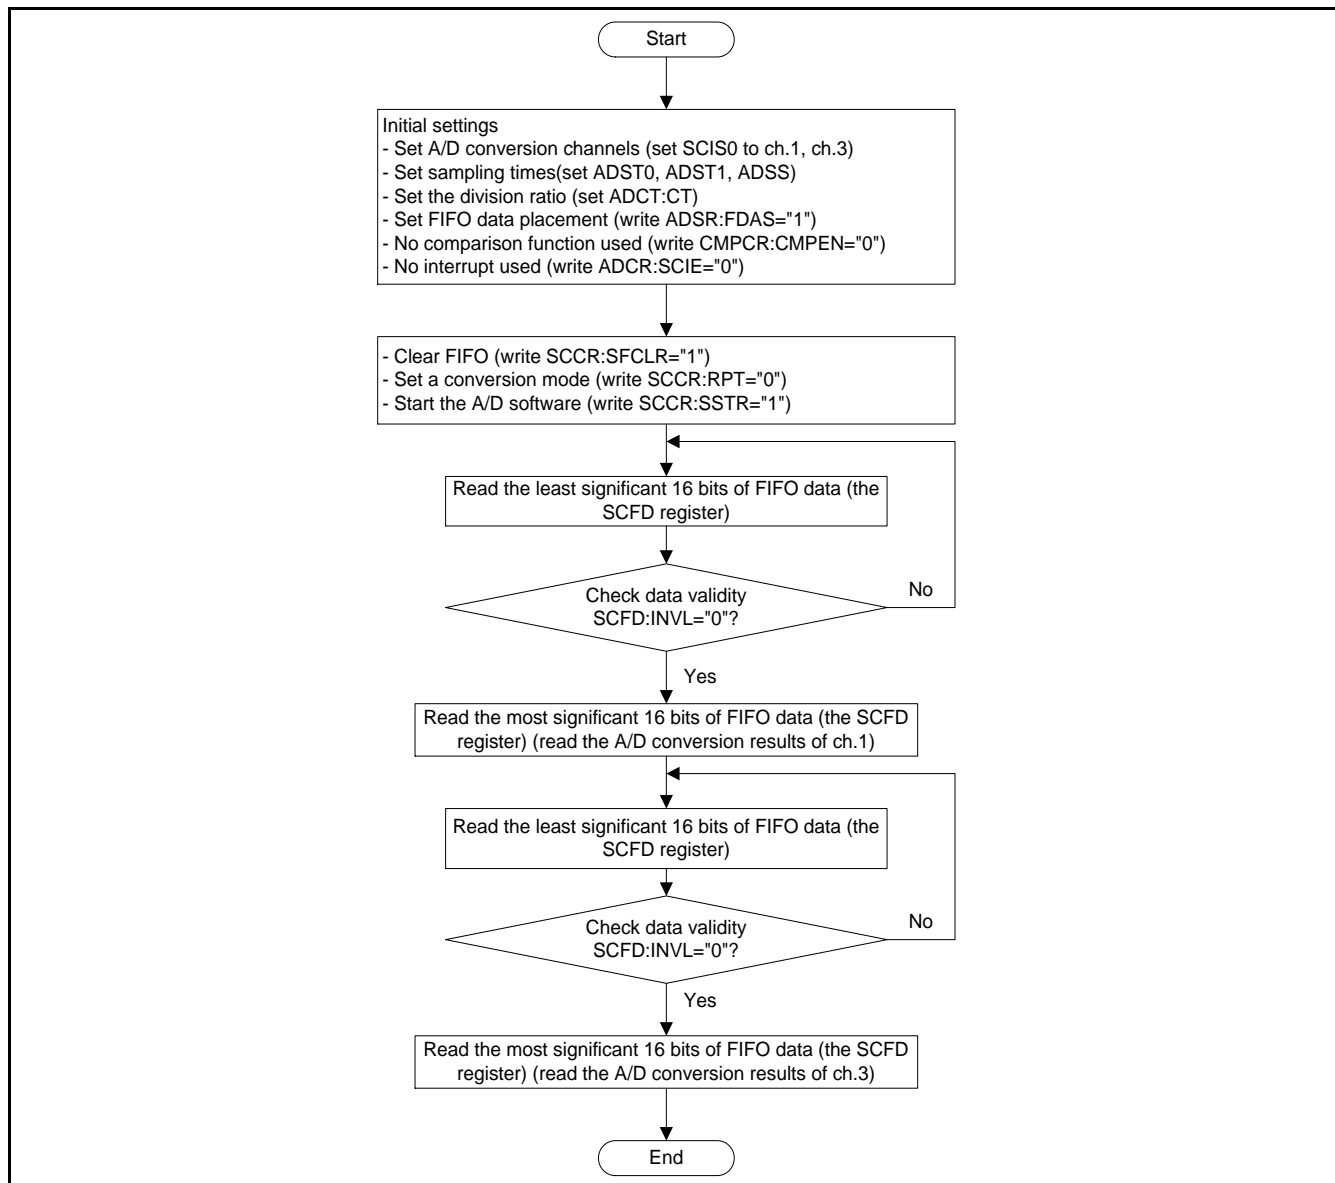 Start
Initial settings
- Set A/D conversion channels (set SCIS0 to ch.1, ch.3)
- Set sampling times(set ADST0, ADST1, ADSS)
- Set the division ratio (set ADCT:CT)
- Set FIFO data placement (write ADSR:FDAS="1")
- No comparison function used (write CMPCR:CMPEN="0")
- No interrupt used (write ADCR:SCIE="0")
- Clear FIFO (write SCCR:SFCLR="1")
- Set a conversion mode (write SCCR:RPT="0")
- Start the A/D software (write SCCR:SSTR="1")
Read the least significant 16 bits of FIFO data (the
SCFD register)
Check data validity
SCFD:INVL="0"?
No
Yes
Read the most significant 16 bits of FIFO data (the SCFD
register) (read the A/D conversion results of ch.1)
Read the least significant 16 bits of FIFO data (the
SCFD register)
Check data validity
SCFD:INVL="0"?
No
Yes
Read the most significant 16 bits of FIFO data (the SCFD
register) (read the A/D conversion results of ch.3)
End